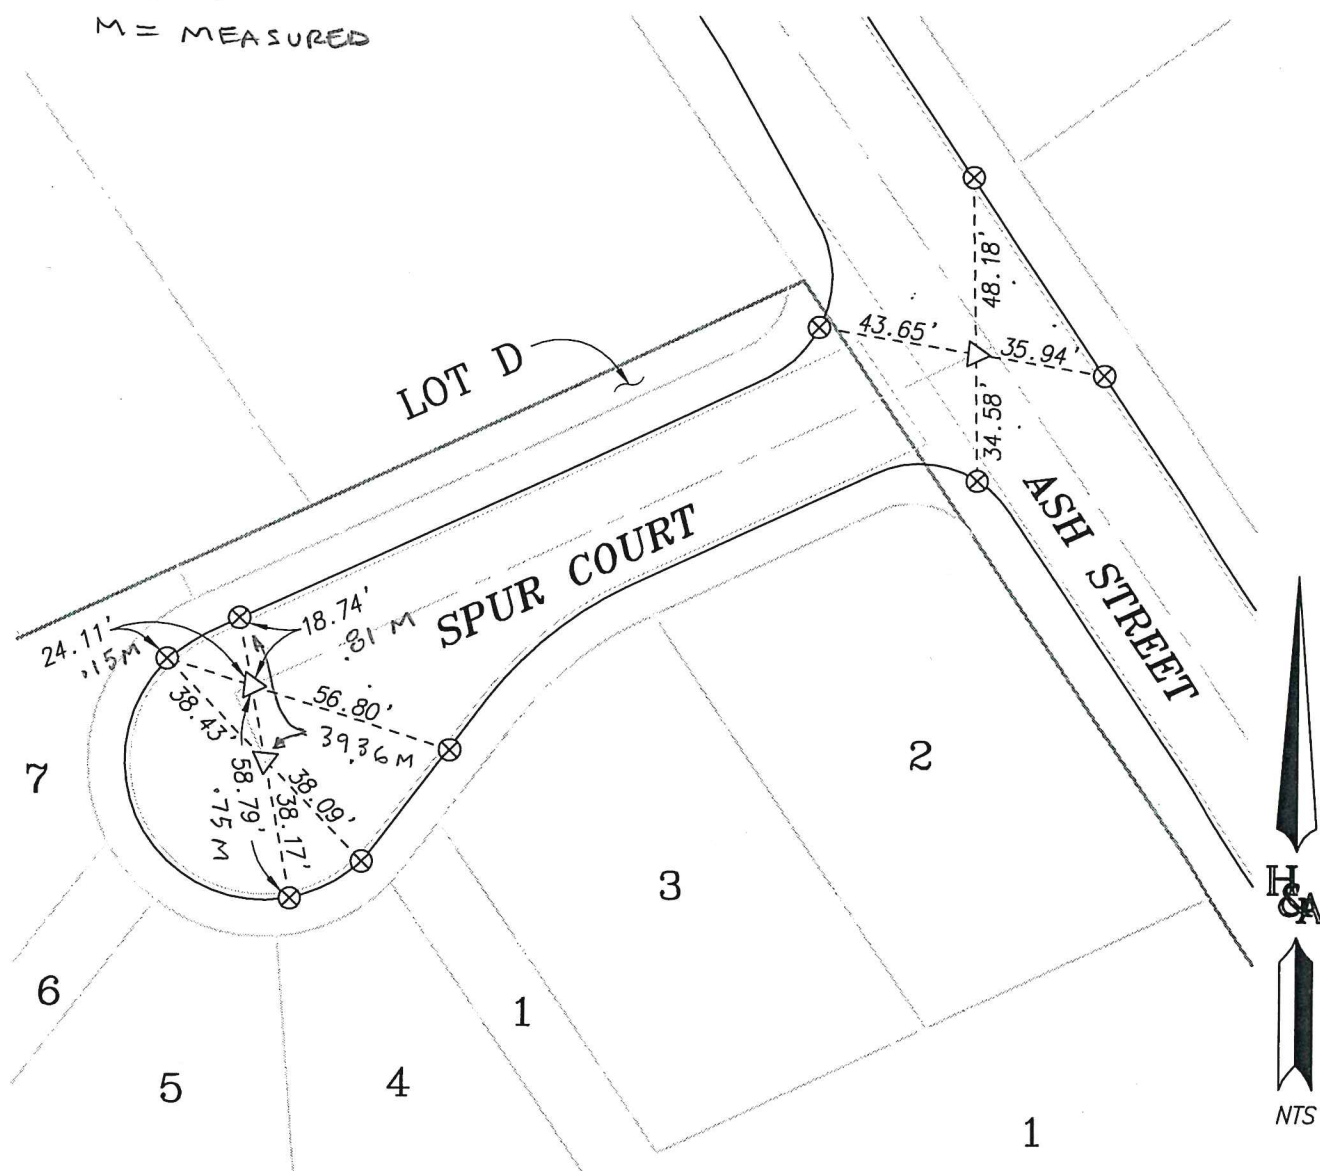 M = MEASURED
48.18'
43.65'
35.94'
34.58'
LOT D
ASH STREET
SPUR COURT
18.74'
.81 M
24.11'
.15 M
56.80'
38.43
39.36 M
.
58.79'
.75 M
38.09'
38.17'
7
2
3
H
&A
6
1
5
4
1
NTS